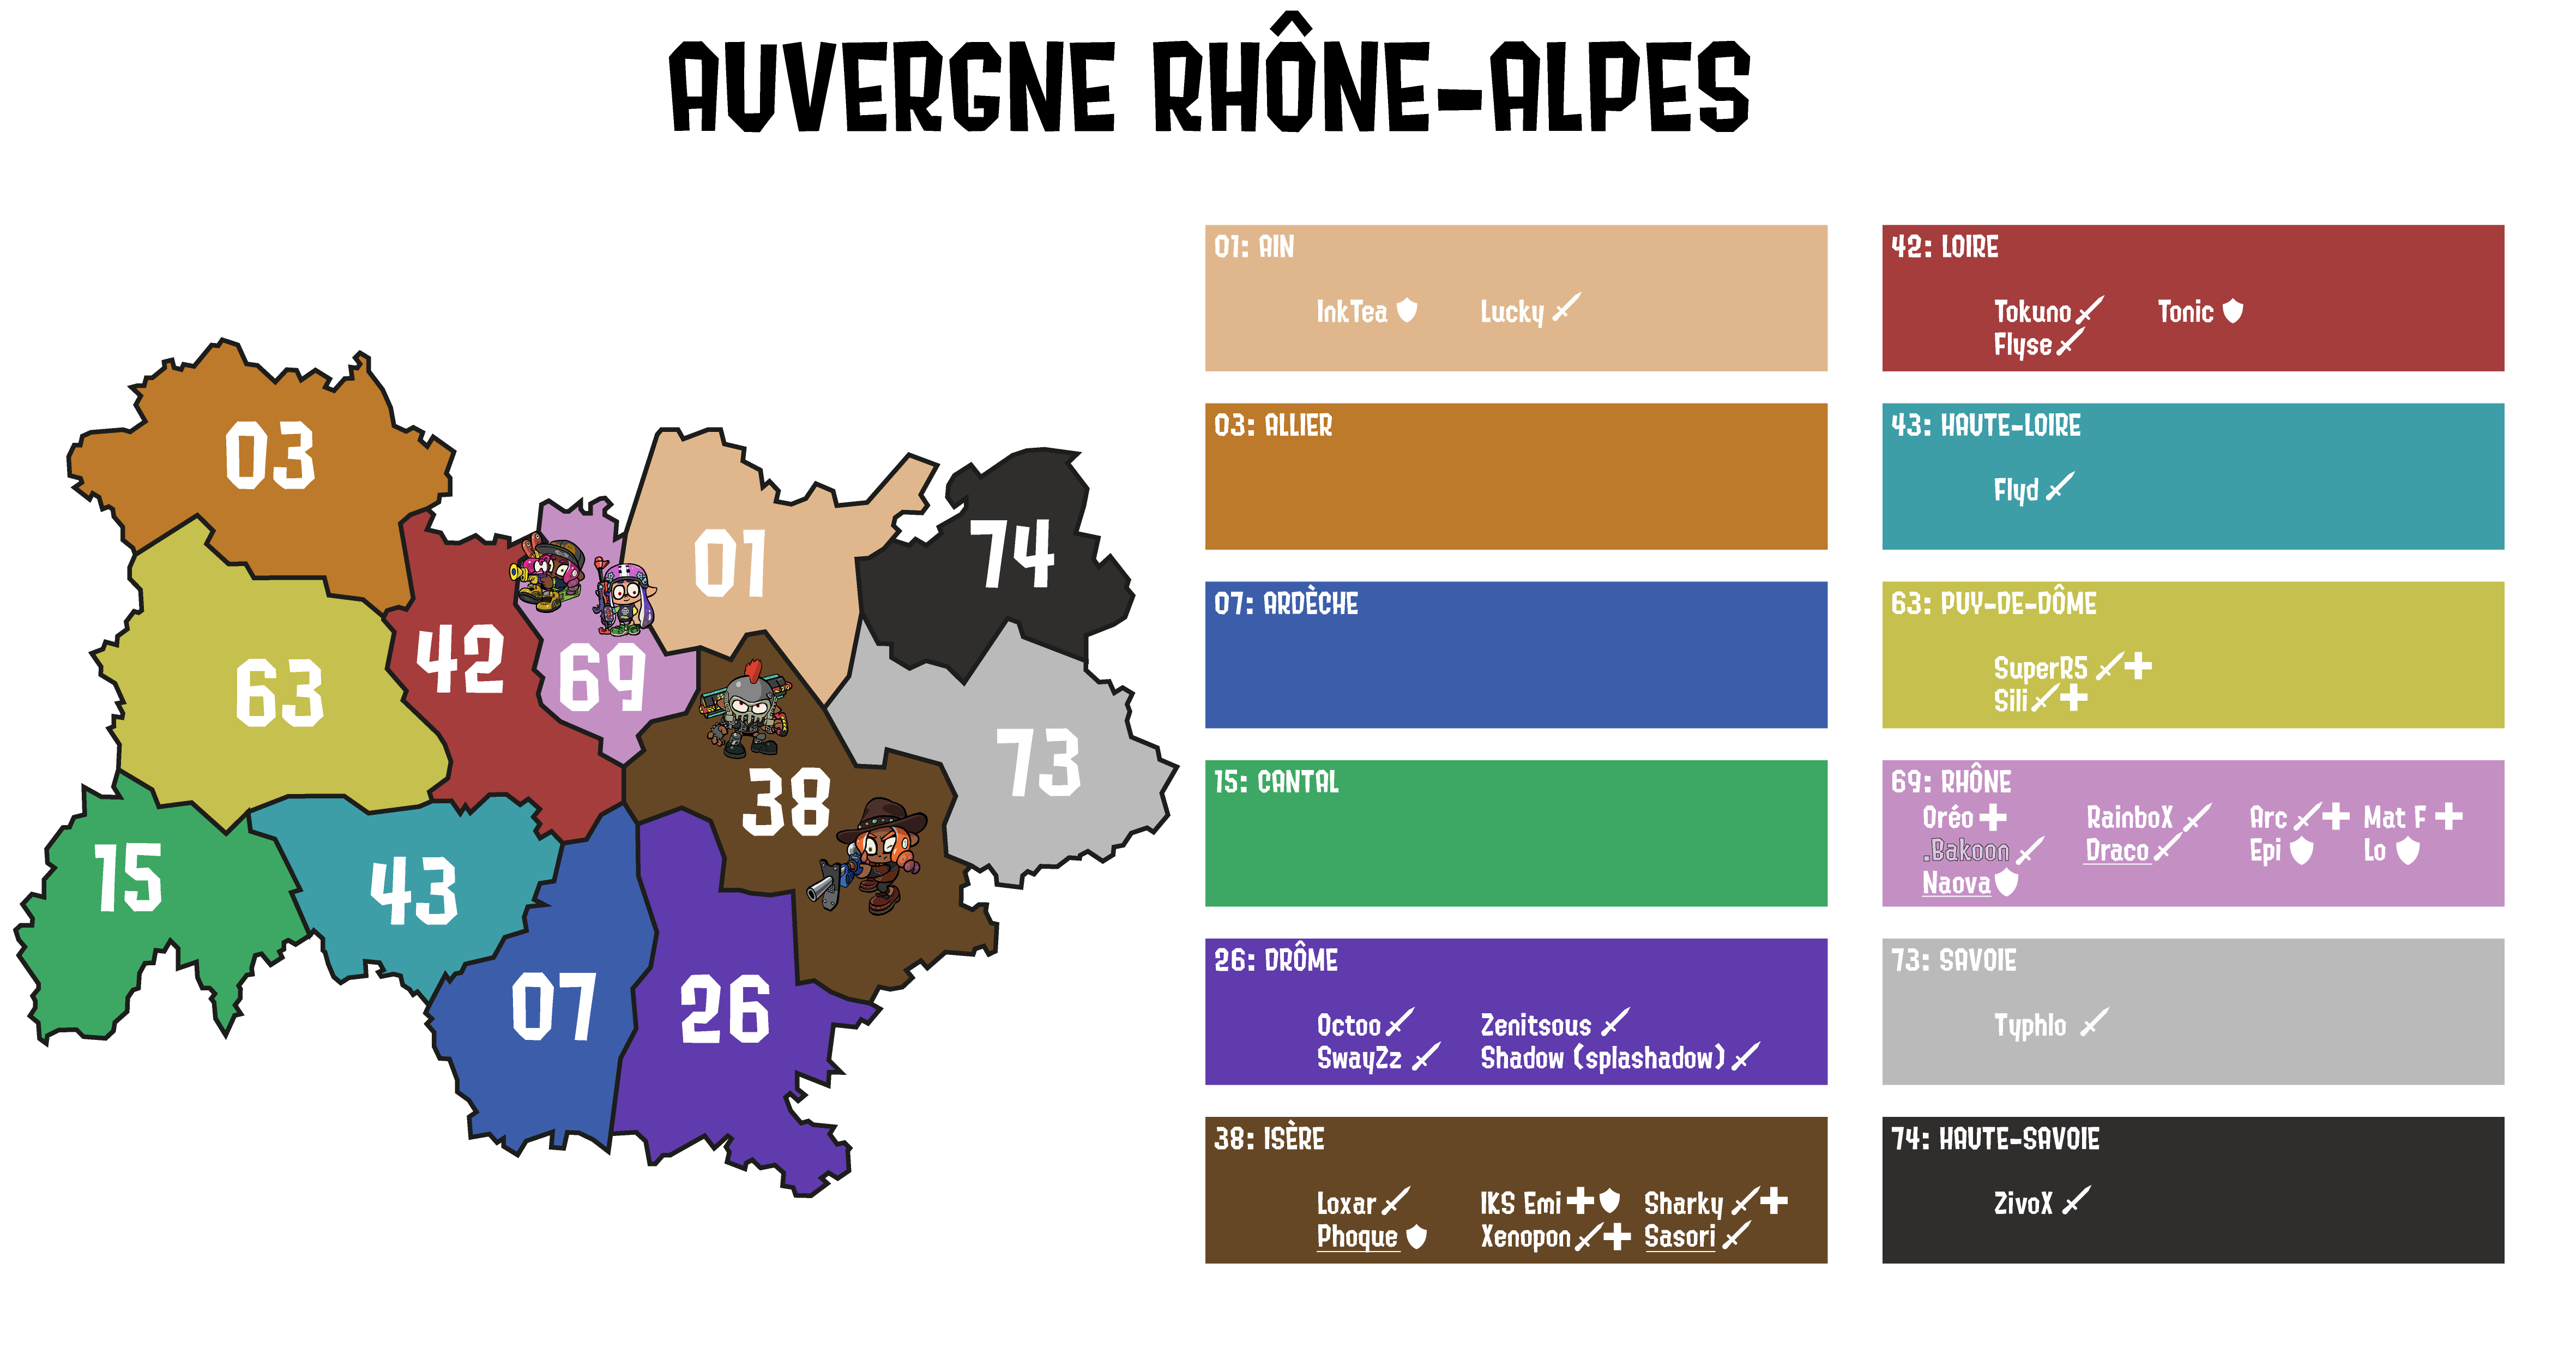 AUVERGNE RHÔNE-ALPES
03
01
74
42
69
63
73
38
15
43
07
26
01: AIN
InkTea Lucky
03: ALLIER
07: ARDÈCHE
15: CANTAL
26: DRÔME
Octoo Zenitsous
SwayZz Shadow (splashadow)
38: ISÈRE
Loxar IKS Emi Sharky
Phoque Xenopon Sasori
42: LOIRE
Tokuno Tonic
Flyse
43: HAUTE-LOIRE
Flyd
63: PUY-DE-DÔME
SuperR5
Sili
69: RHÔNE
Oréo RainboX Arc Mat F
.Bakoon Draco Epi Lo
Naova
73: SAVOIE
Typhlo
74: HAUTE-SAVOIE
ZivoX